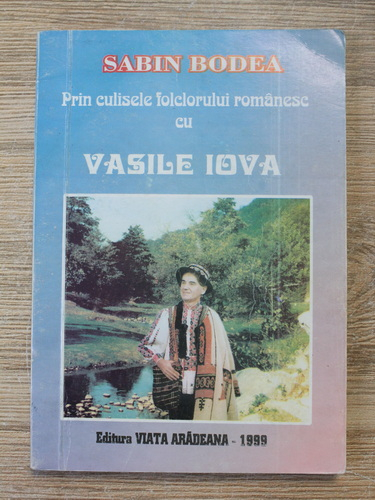 SABIN BODEA
Prin culisele folclorului românesc
cu
VASILE IOVA
Editura VIATA ARĂDEANA - 1999